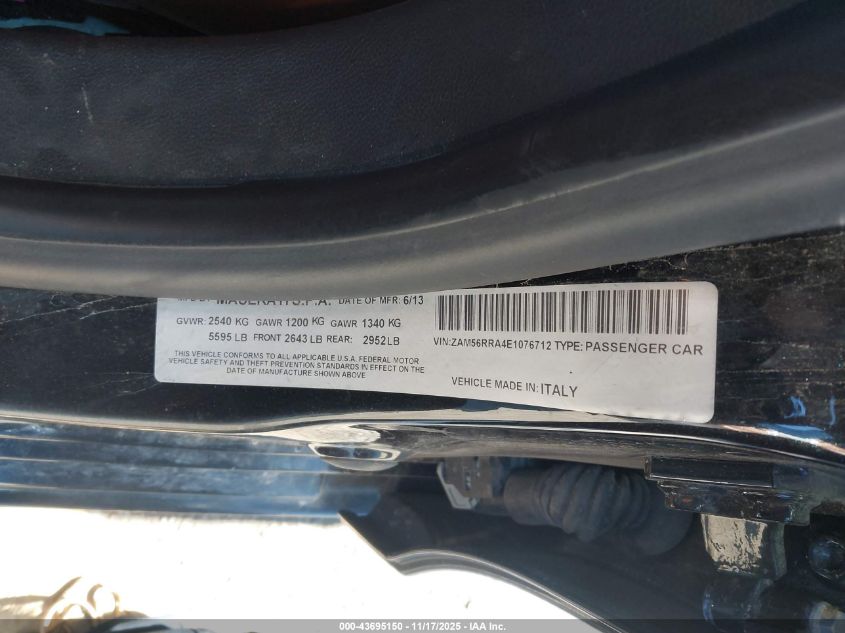 MFD BY: MASERATI S.P.A. DATE OF MFR: 6/13
GVWR: 2540 KG GAWR 1200 KG GAWR 1340 KG
5595 LB FRONT 2643 LB REAR: 2952LB
THIS VEHICLE CONFORMS TO ALL APPLICABLE U.S.A. FEDERAL MOTOR
VEHICLE SAFETY AND THEFT PREVENTION STANDARDS IN EFFECT ON THE
DATE OF MANUFACTURE SHOWN ABOVE
VIN:ZAM56RRA4E1076712 TYPE: PASSENGER CAR
VEHICLE MADE IN: ITALY
000-43695150 — 11/17/2025 — IAA Inc.